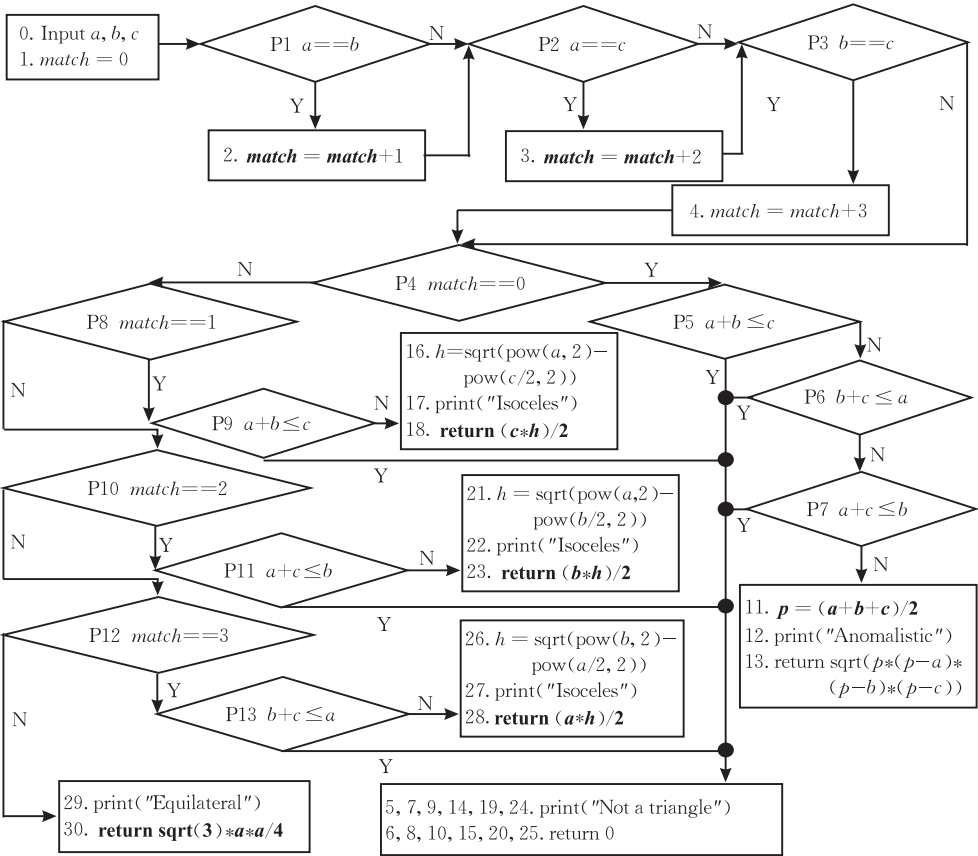 0. Input a, b, c
1. match = 0
P1 a==b
N
P2 a==c
N
P3 b==c
Y
Y
Y
N
2. match = match+1
3. match = match+2
4. match = match+3
N
P4 match==0
Y
P8 match==1
P5 a+b≤c
N
16. h=sqrt(pow(a, 2)−
pow(c/2, 2))
17. print("Isoceles")
18. return (c*h)/2
N
Y
Y
P6 b+c≤a
N
P9 a+b≤c
Y
Y
N
P10 match==2
21. h = sqrt(pow(a,2)−
pow(b/2, 2))
22. print("Isoceles")
23. return (b*h)/2
P7 a+c≤b
Y
N
Y
N
N
P11 a+c≤b
Y
11. p = (a+b+c)/2
12. print("Anomalistic")
13. return sqrt(p*(p−a)*
(p−b)*(p−c))
P12 match==3
26. h = sqrt(pow(b, 2)−
pow(a/2, 2))
27. print("Isoceles")
28. return (a*h)/2
N
Y
N
P13 b+c≤a
Y
29. print("Equilateral")
30. return sqrt(3)*a*a/4
5, 7, 9, 14, 19, 24. print("Not a triangle")
6, 8, 10, 15, 20, 25. return 0